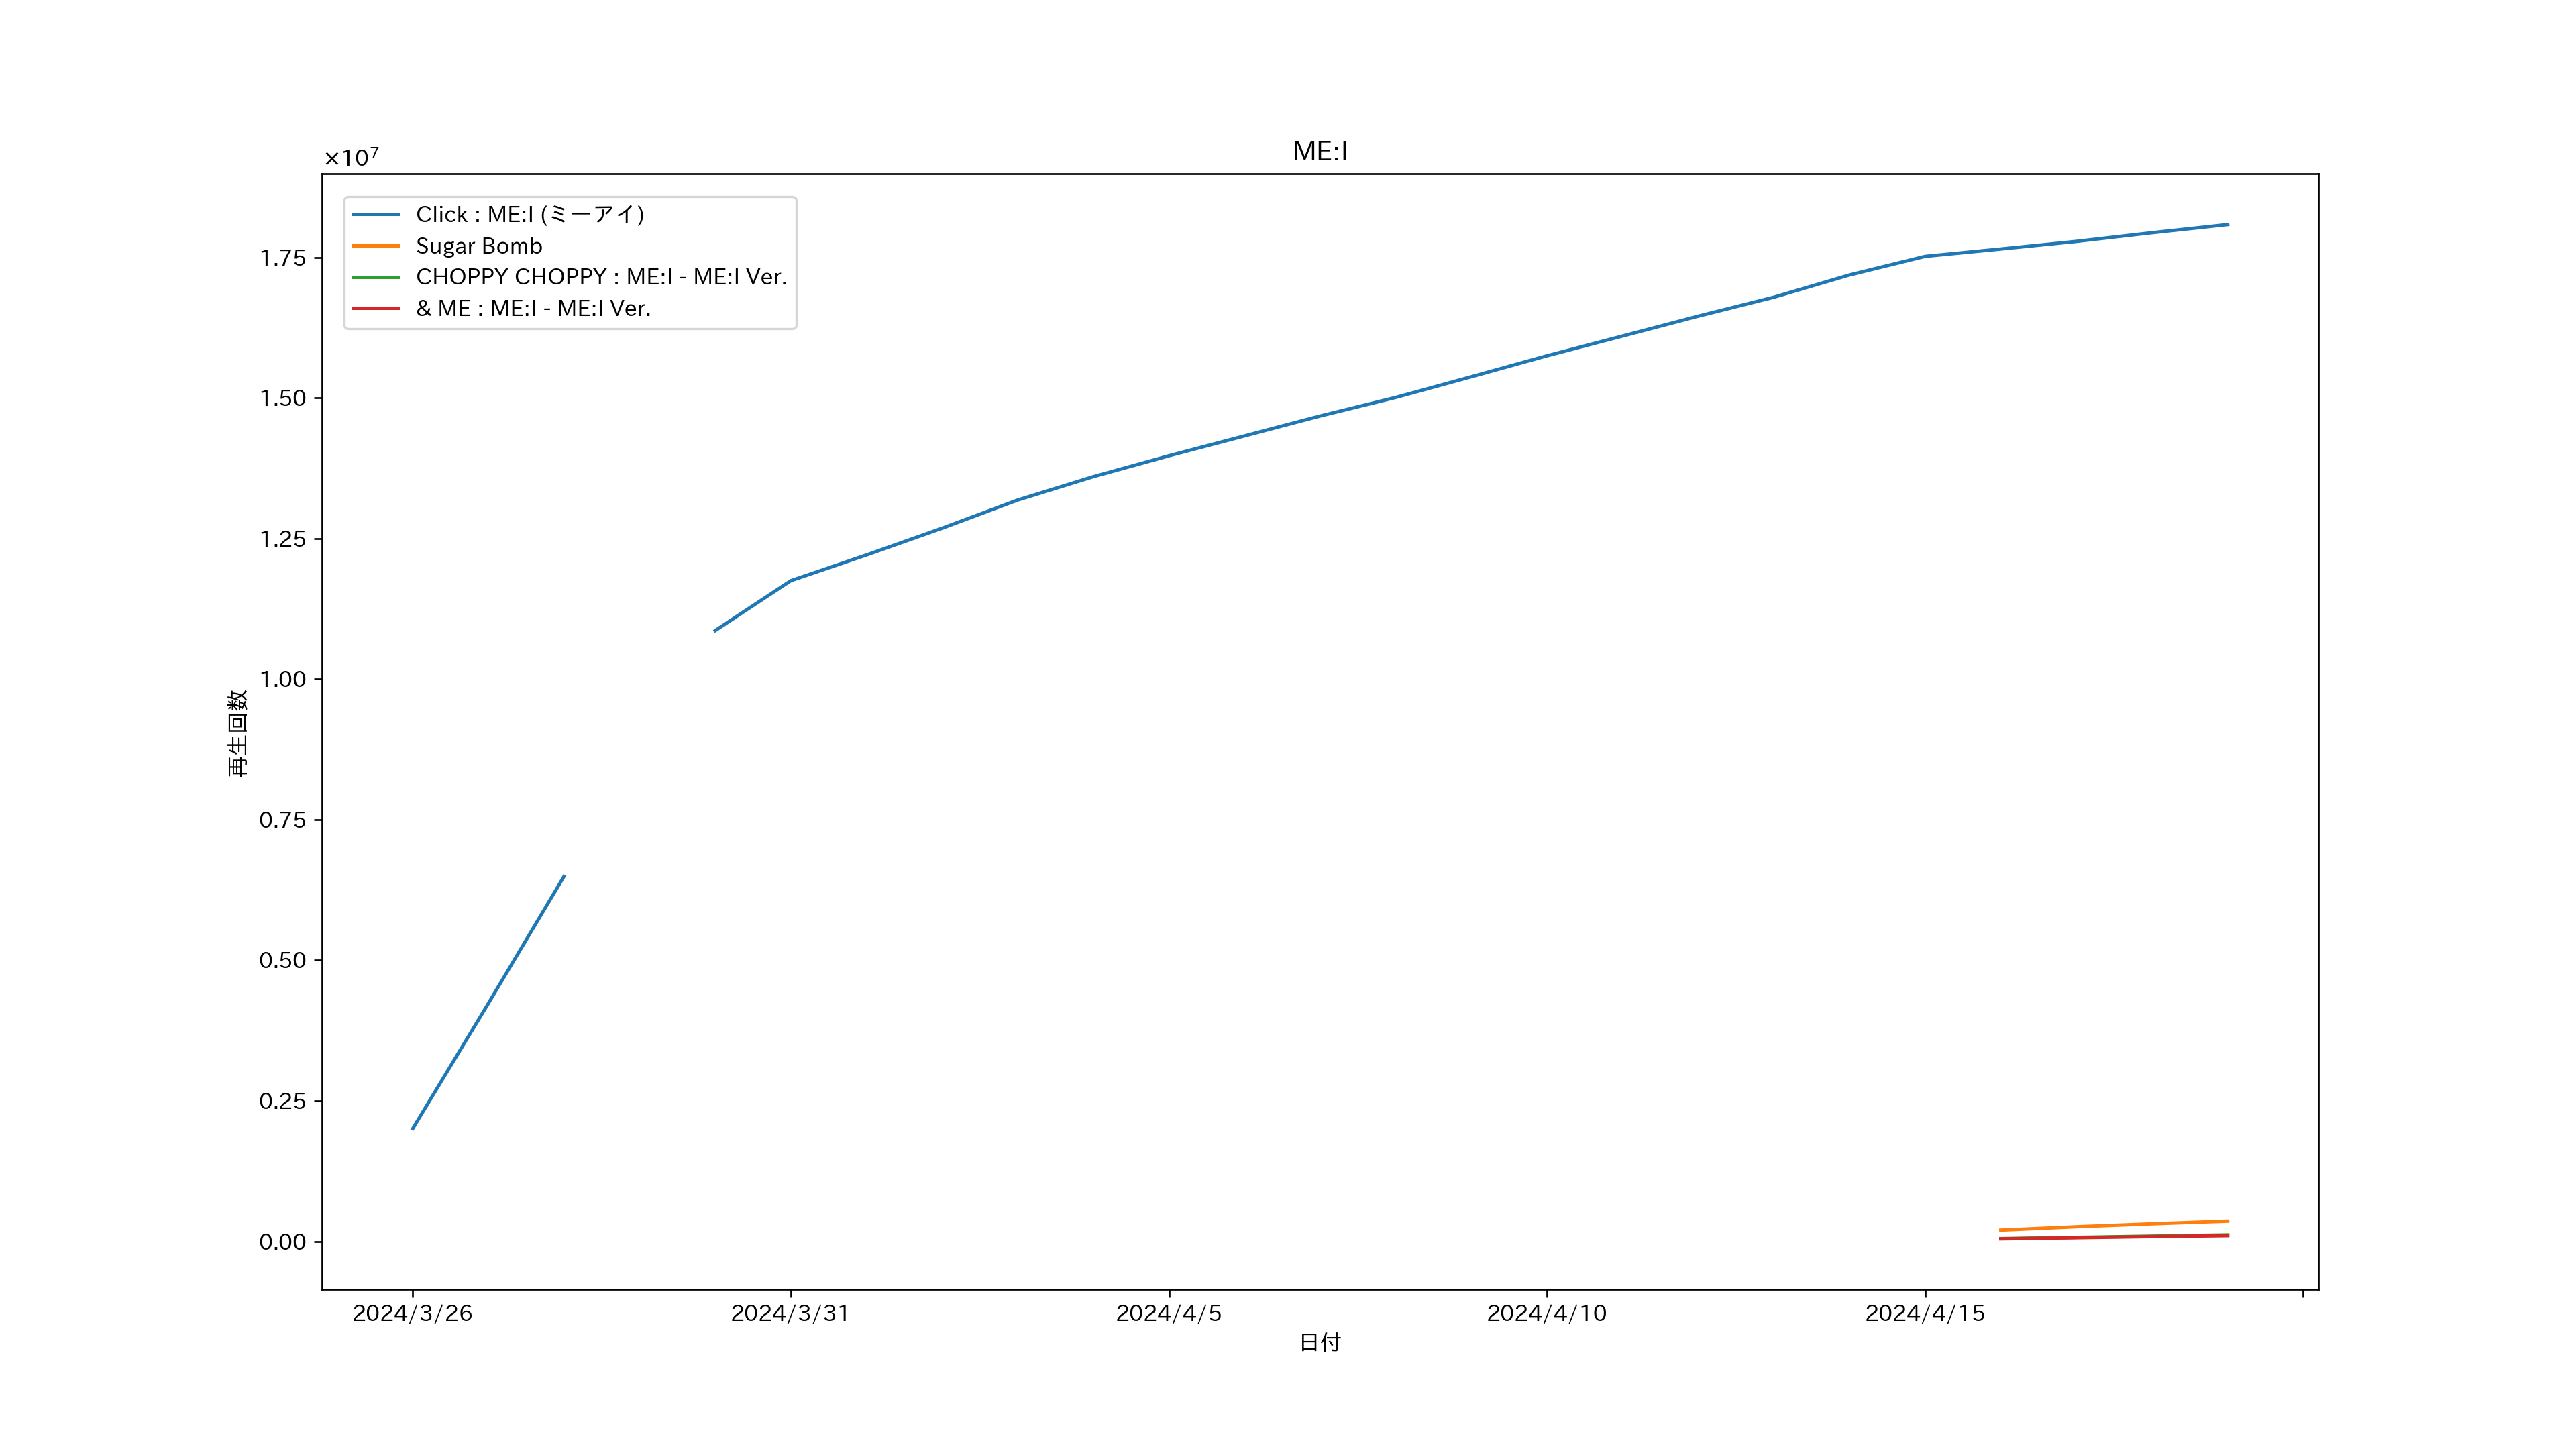 ME:I
×10⁷
Click : ME:I (ミーアイ)
Sugar Bomb
CHOPPY CHOPPY : ME:I - ME:I Ver.
& ME : ME:I - ME:I Ver.
1.75
1.50
1.25
1.00
0.75
0.50
0.25
0.00
再生回数
2024/3/26
2024/3/31
2024/4/5
2024/4/10
2024/4/15
日付